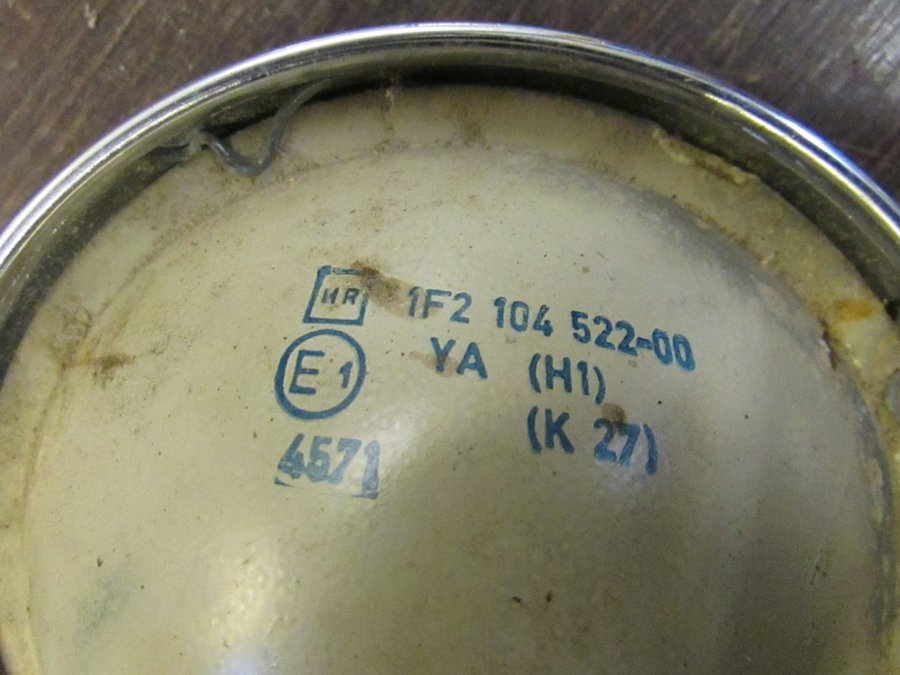 HR 1F2 104 522-00
E1 YA (H1)
(K 27)
4571